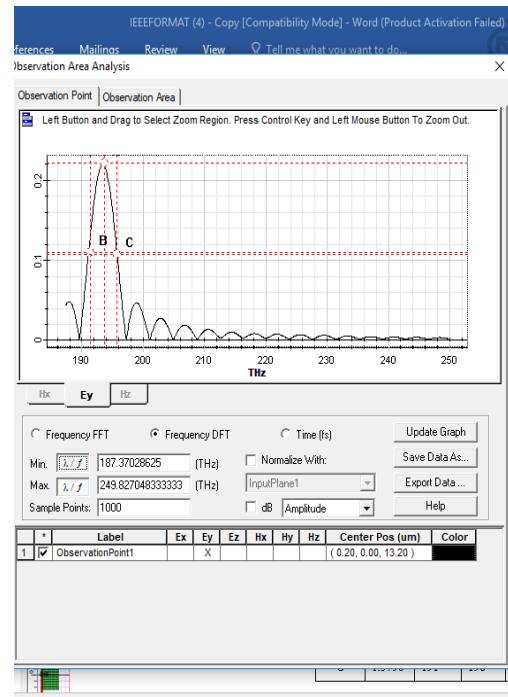 IEEEFORMAT (4) - Copy [Compatibility Mode] - Word (Product Activation Failed)
ferences Mailings Review View Tell me what you want to do...
Observation Area Analysis
Observation Point Observation Area
Left Button and Drag to Select Zoom Region. Press Control Key and Left Mouse Button To Zoom Out.
0.2
B C
0.1
0
190 200 210 220 230 240 250
THz
Hx Ey Hz
Frequency FFT Frequency DFT Time (fs) Update Graph
Min. λ / f 187.37028625 (THz) Normalize With: Save Data As...
Max. λ / f 249.827048333333 (THz) InputPlane1 Export Data ...
Sample Points: 1000 dB Amplitude Help
* Label Ex Ey Ez Hx Hy Hz Center Pos (um) Color
1 ObservationPoint1 X ( 0.20, 0.00, 13.20 )